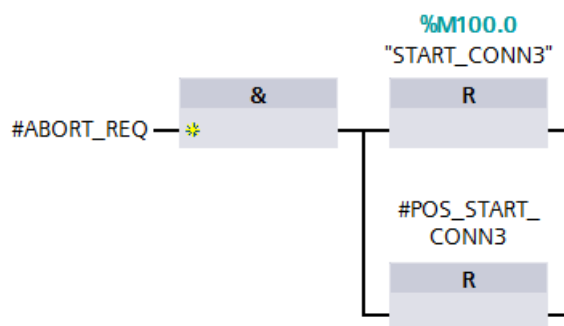 %M100.0
"START_CONN3"
&
R
#ABORT_REQ
#POS_START_
CONN3
R